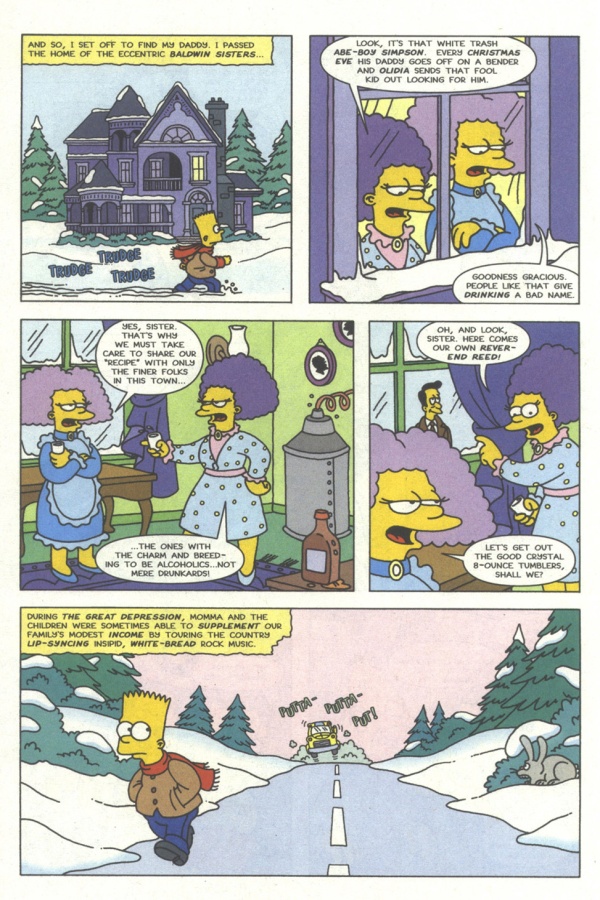 AND SO, I SET OFF TO FIND MY DADDY. I PASSED
THE HOME OF THE ECCENTRIC BALDWIN SISTERS...
TRUDGE
TRUDGE
TRUDGE
LOOK, IT'S THAT WHITE TRASH
ABE-BOY SIMPSON. EVERY CHRISTMAS
EVE HIS DADDY GOES OFF ON A BENDER
AND OLIDIA SENDS THAT FOOL
KID OUT LOOKING FOR HIM.
GOODNESS GRACIOUS.
PEOPLE LIKE THAT GIVE
DRINKING A BAD NAME.
YES, SISTER.
THAT'S WHY
WE MUST TAKE
CARE TO SHARE OUR
"RECIPE" WITH ONLY
THE FINER FOLKS
IN THIS TOWN...
...THE ONES WITH
THE CHARM AND BREED-
ING TO BE ALCOHOLICS...NOT
MERE DRUNKARDS!
OH, AND LOOK,
SISTER. HERE COMES
OUR OWN REVER-
END REED!
LET'S GET OUT
THE GOOD CRYSTAL
8-OUNCE TUMBLERS,
SHALL WE?
DURING THE GREAT DEPRESSION, MOMMA AND THE
CHILDREN WERE SOMETIMES ABLE TO SUPPLEMENT OUR
FAMILY'S MODEST INCOME BY TOURING THE COUNTRY
LIP-SYNCING INSIPID, WHITE-BREAD ROCK MUSIC.
PUTTA-
PUTTA-
PUT!